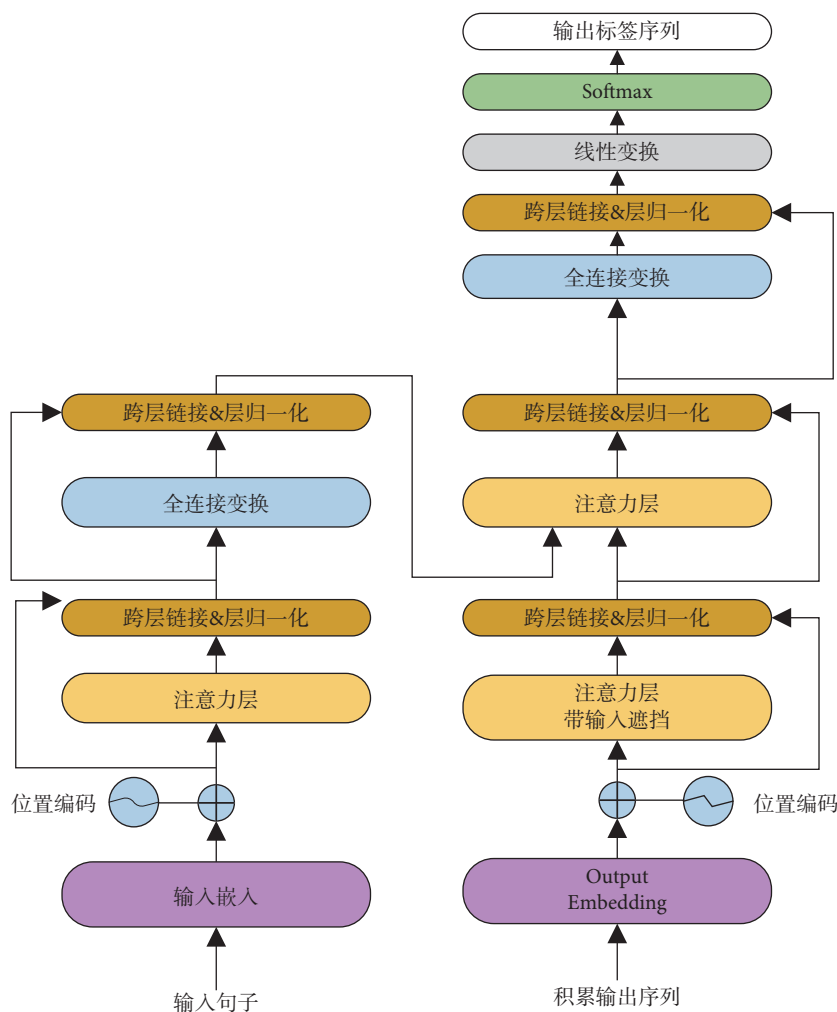 输出标签序列
Softmax
线性变换
跨层链接&层归一化
全连接变换
跨层链接&层归一化
跨层链接&层归一化
全连接变换
注意力层
跨层链接&层归一化
跨层链接&层归一化
注意力层
注意力层
带输入遮挡
位置编码
位置编码
输入嵌入
Output
Embedding
输入句子
积累输出序列